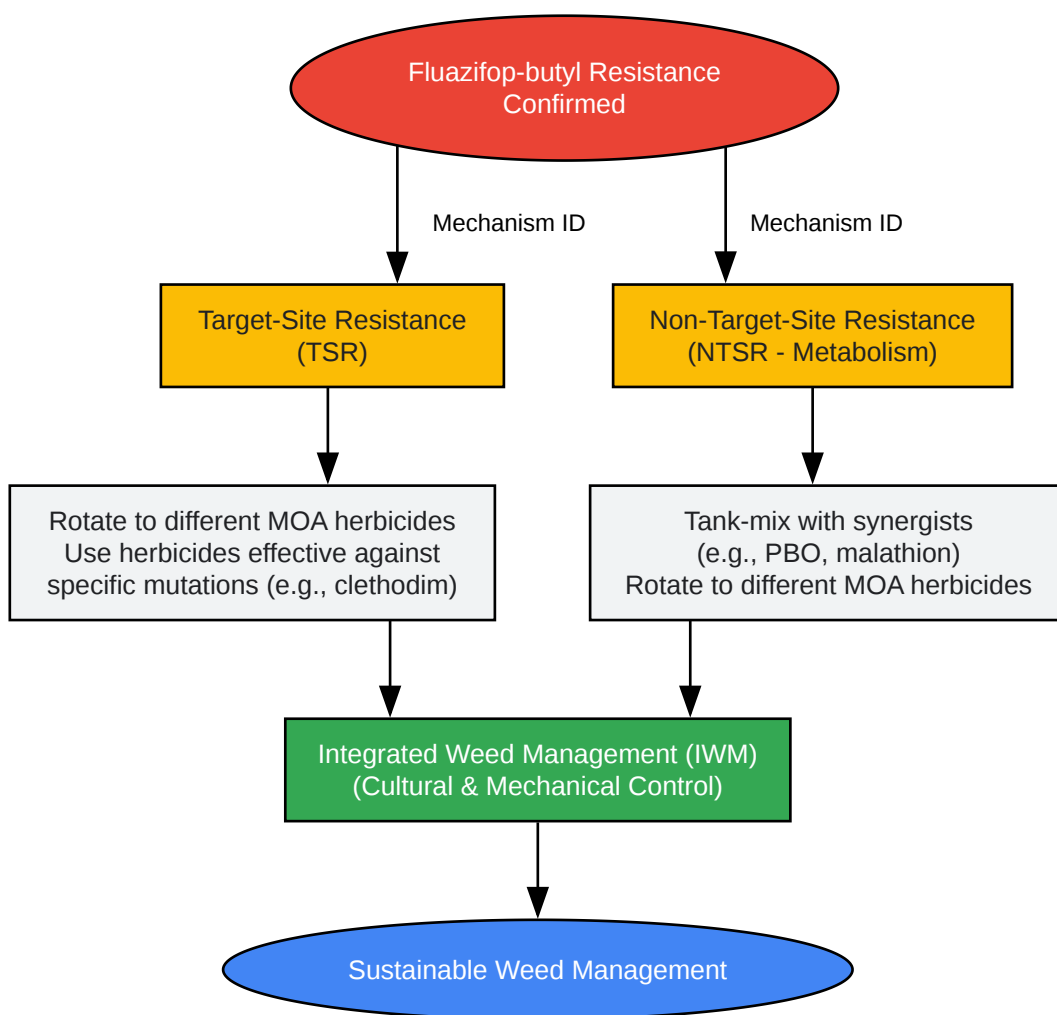 Fluazifop-butyl Resistance
Confirmed
Mechanism ID
Mechanism ID
Target-Site Resistance
(TSR)
Non-Target-Site Resistance
(NTSR - Metabolism)
Rotate to different MOA herbicides
Use herbicides effective against
specific mutations (e.g., clethodim)
Tank-mix with synergists
(e.g., PBO, malathion)
Rotate to different MOA herbicides
Integrated Weed Management (IWM)
(Cultural & Mechanical Control)
Sustainable Weed Management